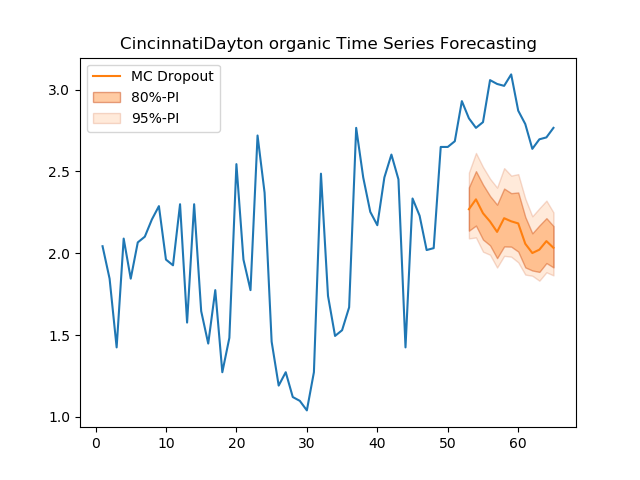 CincinnatiDayton organic Time Series Forecasting
MC Dropout
80%-PI
95%-PI
3.0
2.5
2.0
1.5
1.0
0 10 20 30 40 50 60